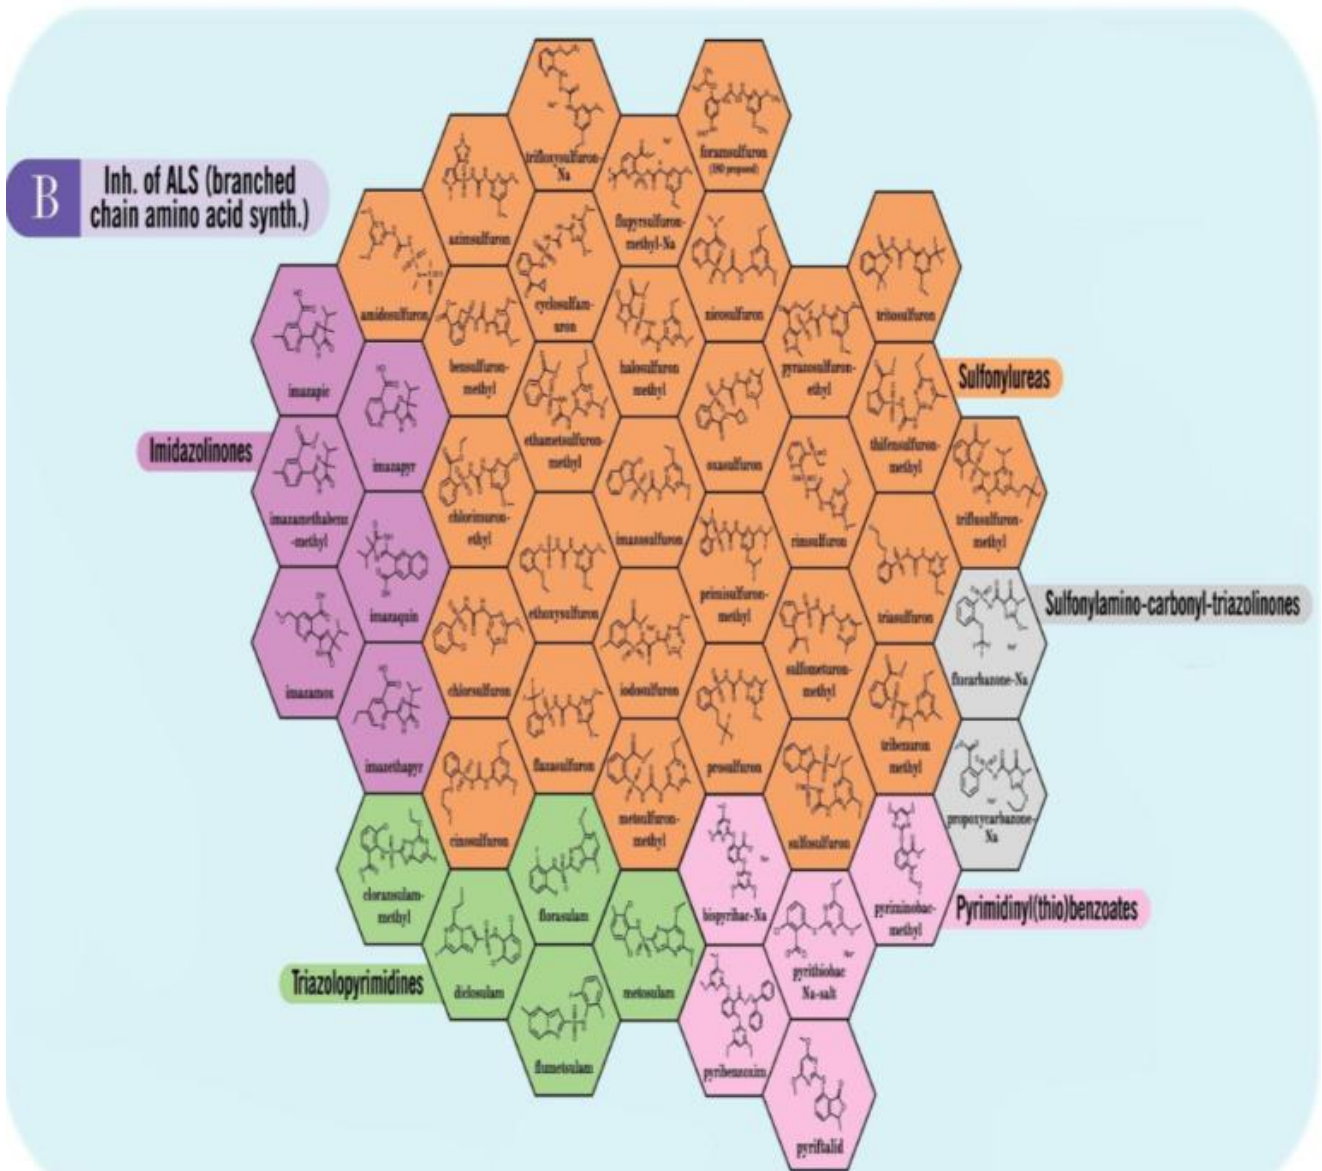 B
Inh. of ALS (branched
chain amino acid synth.)
trifloxysulfuron-
Na
foramsulfuron
(ISO proposed)
azimsulfuron
flupyrsulfuron-
methyl-Na
amidosulfuron
cyclosulfam-
uron
nicosulfuron
tritosulfuron
imazapic
bensulfuron-
methyl
halosulfuron
methyl
pyrazosulfuron-
ethyl
Sulfonylureas
Imidazolinones
imazapyr
ethametsulfuron-
methyl
oxasulfuron
thifensulfuron-
methyl
imazamethabenz
-methyl
chlorimuron-
ethyl
imazosulfuron
rimsulfuron
triflusulfuron-
methyl
imazaquin
ethoxysulfuron
primisulfuron-
methyl
triasulfuron
Sulfonylamino-carbonyl-triazolinones
imazamox
chlorsulfuron
iodosulfuron
sulfometuron-
methyl
flucarbazone-Na
imazethapyr
flazasulfuron
prosulfuron
tribenuron
methyl
cinosulfuron
metsulfuron-
methyl
sulfosulfuron
propoxycarbazone-
Na
cloransulam-
methyl
florasulam
bispyribac-Na
pyriminobac-
methyl
Pyrimidinyl(thio)benzoates
Triazolopyrimidines
diclosulam
metosulam
pyrithiobac
Na-salt
flumetsulam
pyribenzoxim
pyriftalid